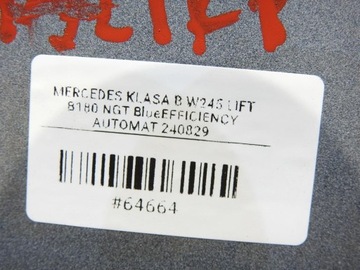 MERCEDES KLASA B W245 LIFT
B180 NGT BlueEFFICIENCY
AUTOMAT 240829
#64664